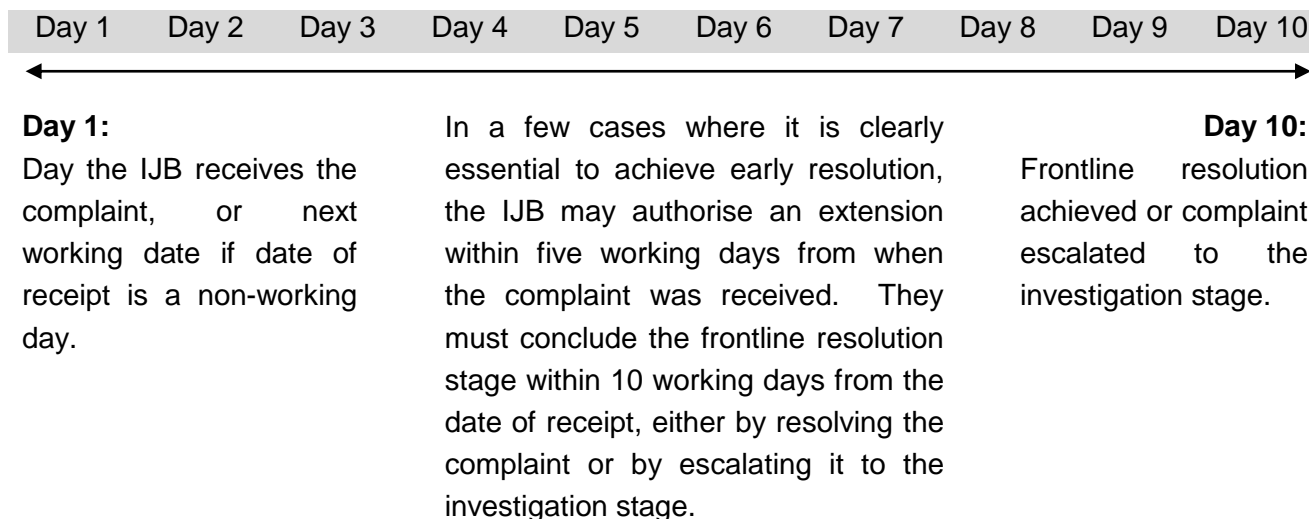 Day 1 Day 2 Day 3 Day 4 Day 5 Day 6 Day 7 Day 8 Day 9 Day 10
Day 1:
Day the IJB receives the
complaint, or next
working date if date of
receipt is a non-working
day.
In a few cases where it is clearly
essential to achieve early resolution,
the IJB may authorise an extension
within five working days from when
the complaint was received. They
must conclude the frontline resolution
stage within 10 working days from the
date of receipt, either by resolving the
complaint or by escalating it to the
investigation stage.
Day 10:
Frontline resolution
achieved or complaint
escalated to the
investigation stage.